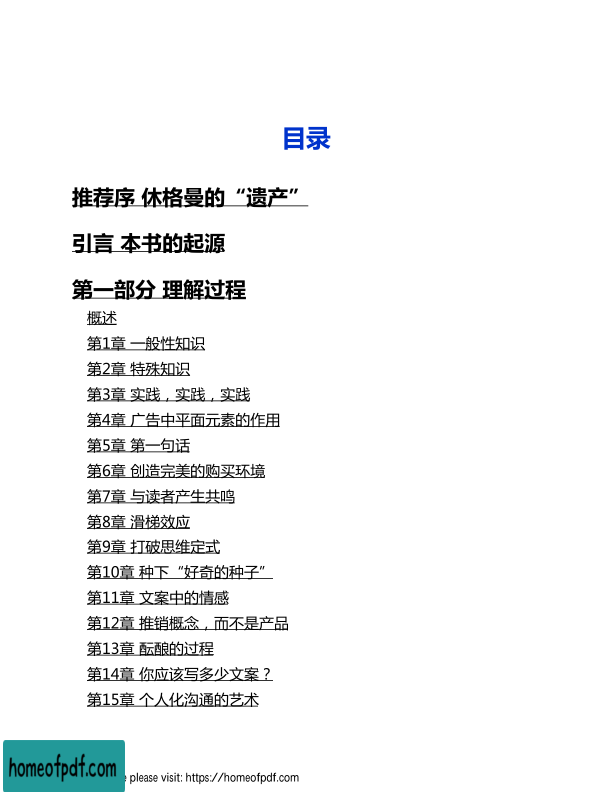 目录
推荐序 休格曼的“遗产”
引言 本书的起源
第一部分 理解过程
概述
第1章 一般性知识
第2章 特殊知识
第3章 实践，实践，实践
第4章 广告中平面元素的作用
第5章 第一句话
第6章 创造完美的购买环境
第7章 与读者产生共鸣
第8章 滑梯效应
第9章 打破思维定式
第10章 种下“好奇的种子”
第11章 文案中的情感
第12章 推销概念，而不是产品
第13章 酝酿的过程
第14章 你应该写多少文案？
第15章 个人化沟通的艺术
homeofpdf.com
please visit: https://homeofpdf.com